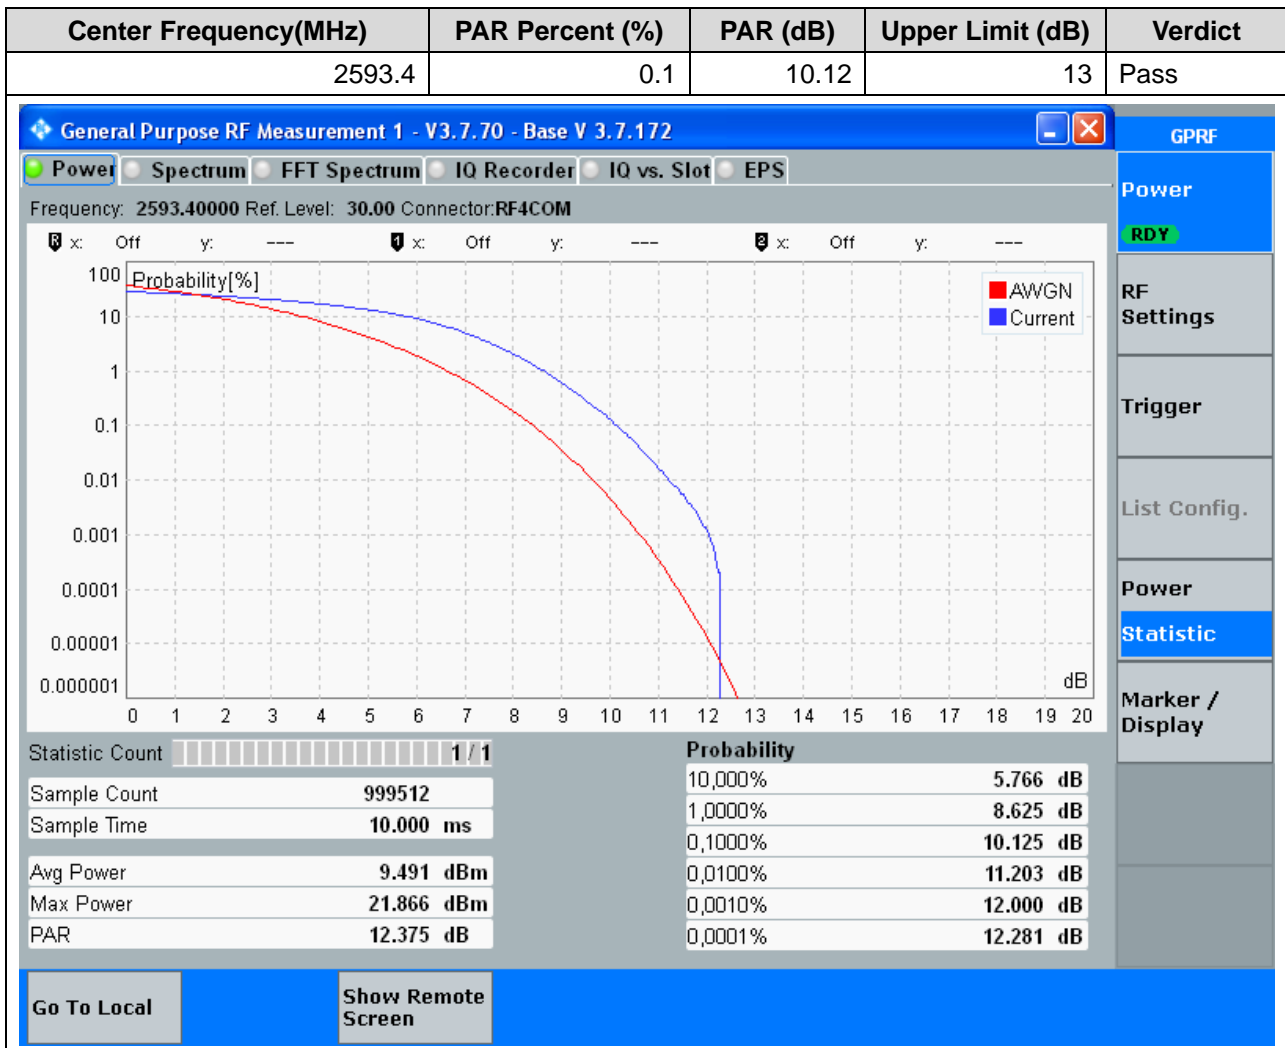 Center Frequency(MHz) PAR Percent (%) PAR (dB) Upper Limit (dB) Verdict
2593.4 0.1 10.12 13 Pass
General Purpose RF Measurement 1 - V3.7.70 - Base V 3.7.172
GPRF
Power Spectrum FFT Spectrum IQ Recorder IQ vs. Slot EPS
Power
RDY
Frequency: 2593.40000 Ref. Level: 30.00 Connector:RF4COM
R x: Off y: --- 1 x: Off y: --- 2 x: Off y: ---
Probability[%]
100
10
1
0.1
0.01
0.001
0.0001
0.00001
0.000001
AWGN
Current
dB
0 1 2 3 4 5 6 7 8 9 10 11 12 13 14 15 16 17 18 19 20
RF
Settings
Trigger
List Config.
Power
Statistic
Marker /
Display
Statistic Count 1 / 1
Sample Count 999512
Sample Time 10.000 ms
Avg Power 9.491 dBm
Max Power 21.866 dBm
PAR 12.375 dB
Probability
10,000% 5.766 dB
1,0000% 8.625 dB
0,1000% 10.125 dB
0,0100% 11.203 dB
0,0010% 12.000 dB
0,0001% 12.281 dB
Go To Local
Show Remote
Screen